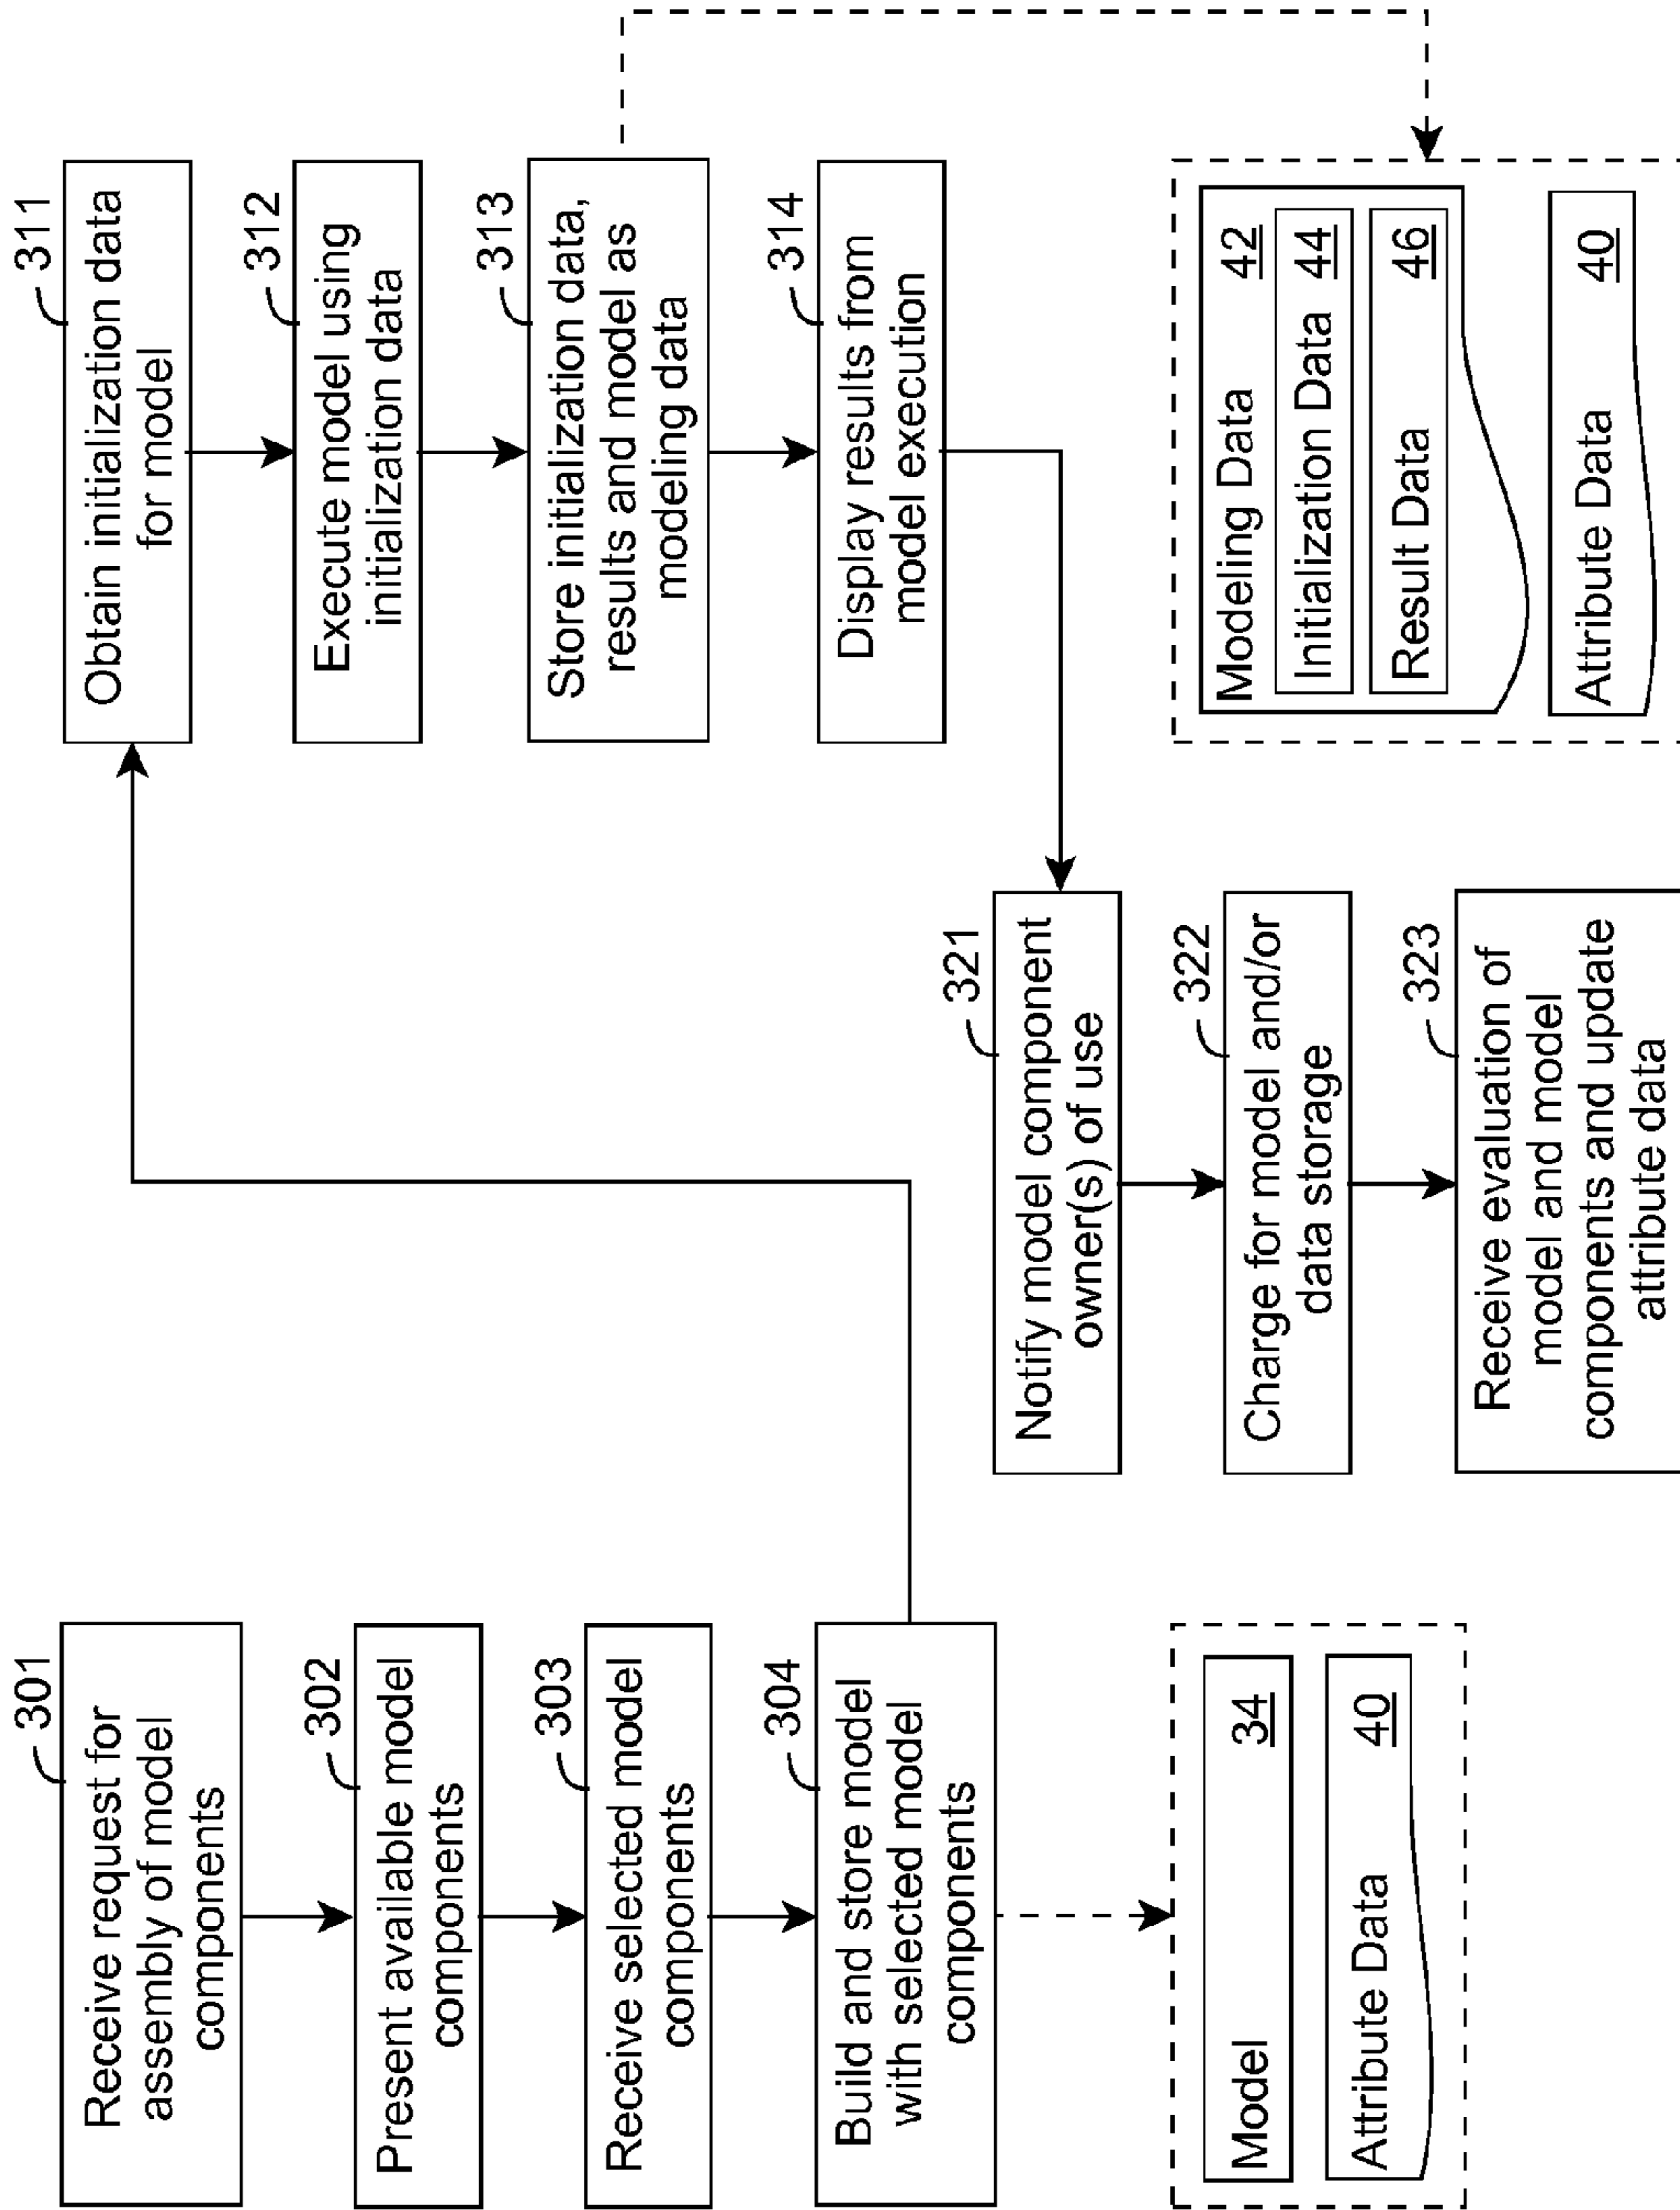 301
Receive request for
assembly of model
components
302
Present available model
components
303
Receive selected model
components
304
Build and store model
with selected model
components
Model 34
Attribute Data 40
311
Obtain initialization data
for model
312
Execute model using
initialization data
313
Store initialization data,
results and model as
modeling data
314
Display results from
model execution
321
Notify model component
owner(s) of use
322
Charge for model and/or
data storage
323
Receive evaluation of
model and model
components and update
attribute data
Modeling Data 42
Initialization Data 44
Result Data 46
Attribute Data 40